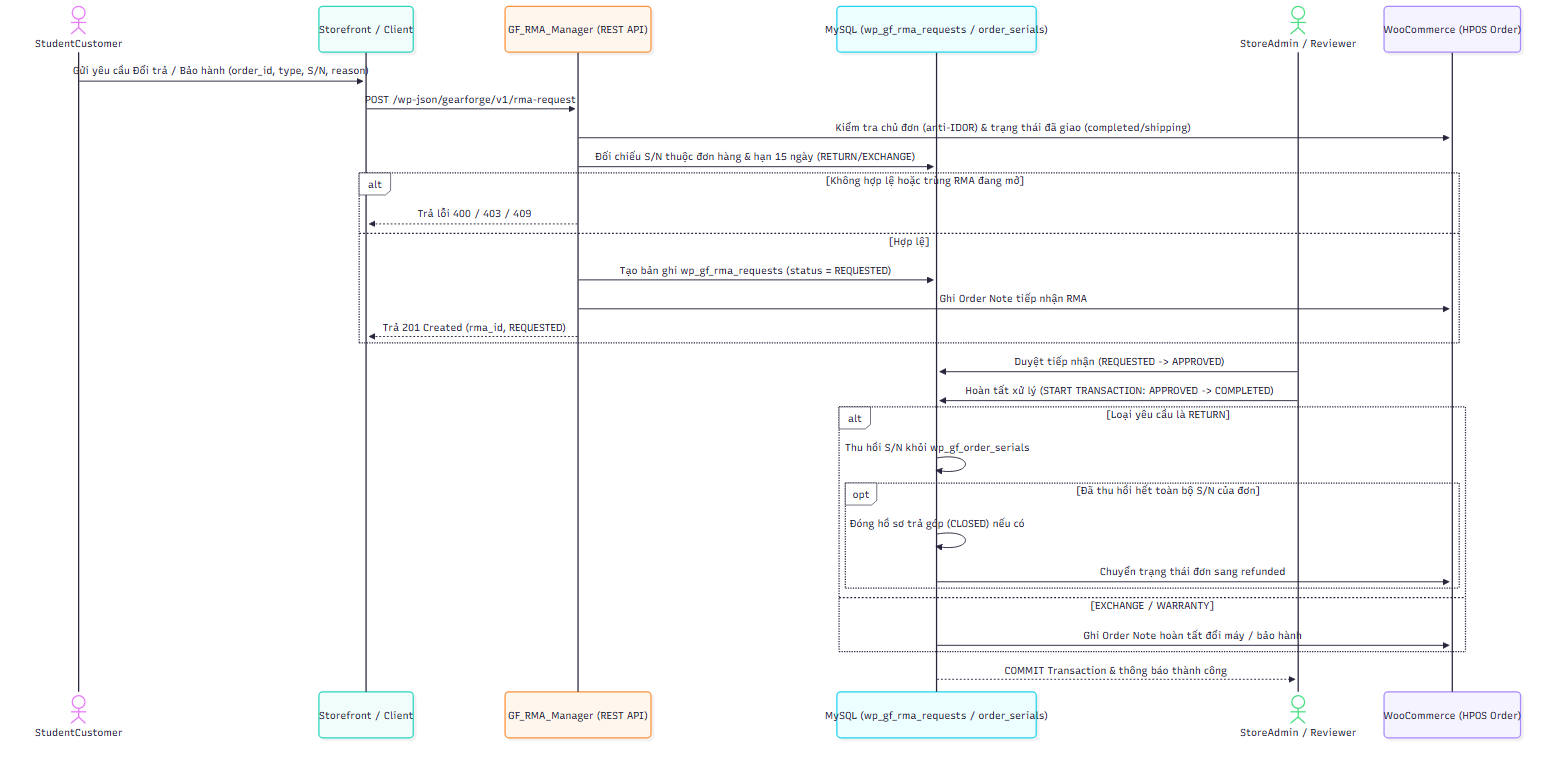 StudentCustomer
Storefront / Client
GF_RMA_Manager (REST API)
MySQL (wp_gf_rma_requests / order_serials)
StoreAdmin / Reviewer
WooCommerce (HPOS Order)
Gửi yêu cầu Đổi trả / Bảo hành (order_id, type, S/N, reason)
POST /wp-json/gearforge/v1/rma-request
Kiểm tra chủ đơn (anti-IDOR) & trạng thái đã giao (completed/shipping)
Đối chiếu S/N thuộc đơn hàng & hạn 15 ngày (RETURN/EXCHANGE)
alt
[Không hợp lệ hoặc trùng RMA đang mở]
Trả lỗi 400 / 403 / 409
[Hợp lệ]
Tạo bản ghi wp_gf_rma_requests (status = REQUESTED)
Ghi Order Note tiếp nhận RMA
Trả 201 Created (rma_id, REQUESTED)
Duyệt tiếp nhận (REQUESTED -> APPROVED)
Hoàn tất xử lý (START TRANSACTION: APPROVED -> COMPLETED)
alt
[Loại yêu cầu là RETURN]
Thu hồi S/N khỏi wp_gf_order_serials
opt
[Đã thu hồi hết toàn bộ S/N của đơn]
Đóng hồ sơ trả góp (CLOSED) nếu có
Chuyển trạng thái đơn sang refunded
[EXCHANGE / WARRANTY]
Ghi Order Note hoàn tất đổi máy / bảo hành
COMMIT Transaction & thông báo thành công
StudentCustomer
Storefront / Client
GF_RMA_Manager (REST API)
MySQL (wp_gf_rma_requests / order_serials)
StoreAdmin / Reviewer
WooCommerce (HPOS Order)